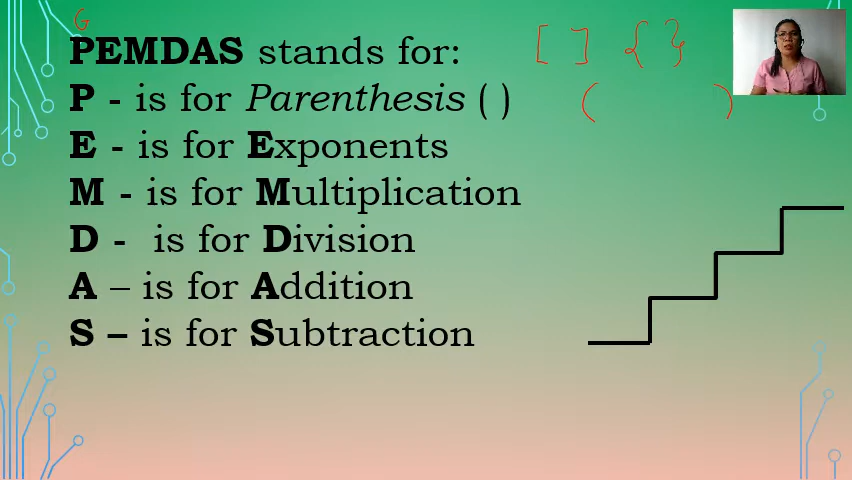 G
PEMDAS stands for: [ ] { }
P - is for Parenthesis ( ) ( )
E - is for Exponents
M - is for Multiplication
D - is for Division
A – is for Addition
S – is for Subtraction